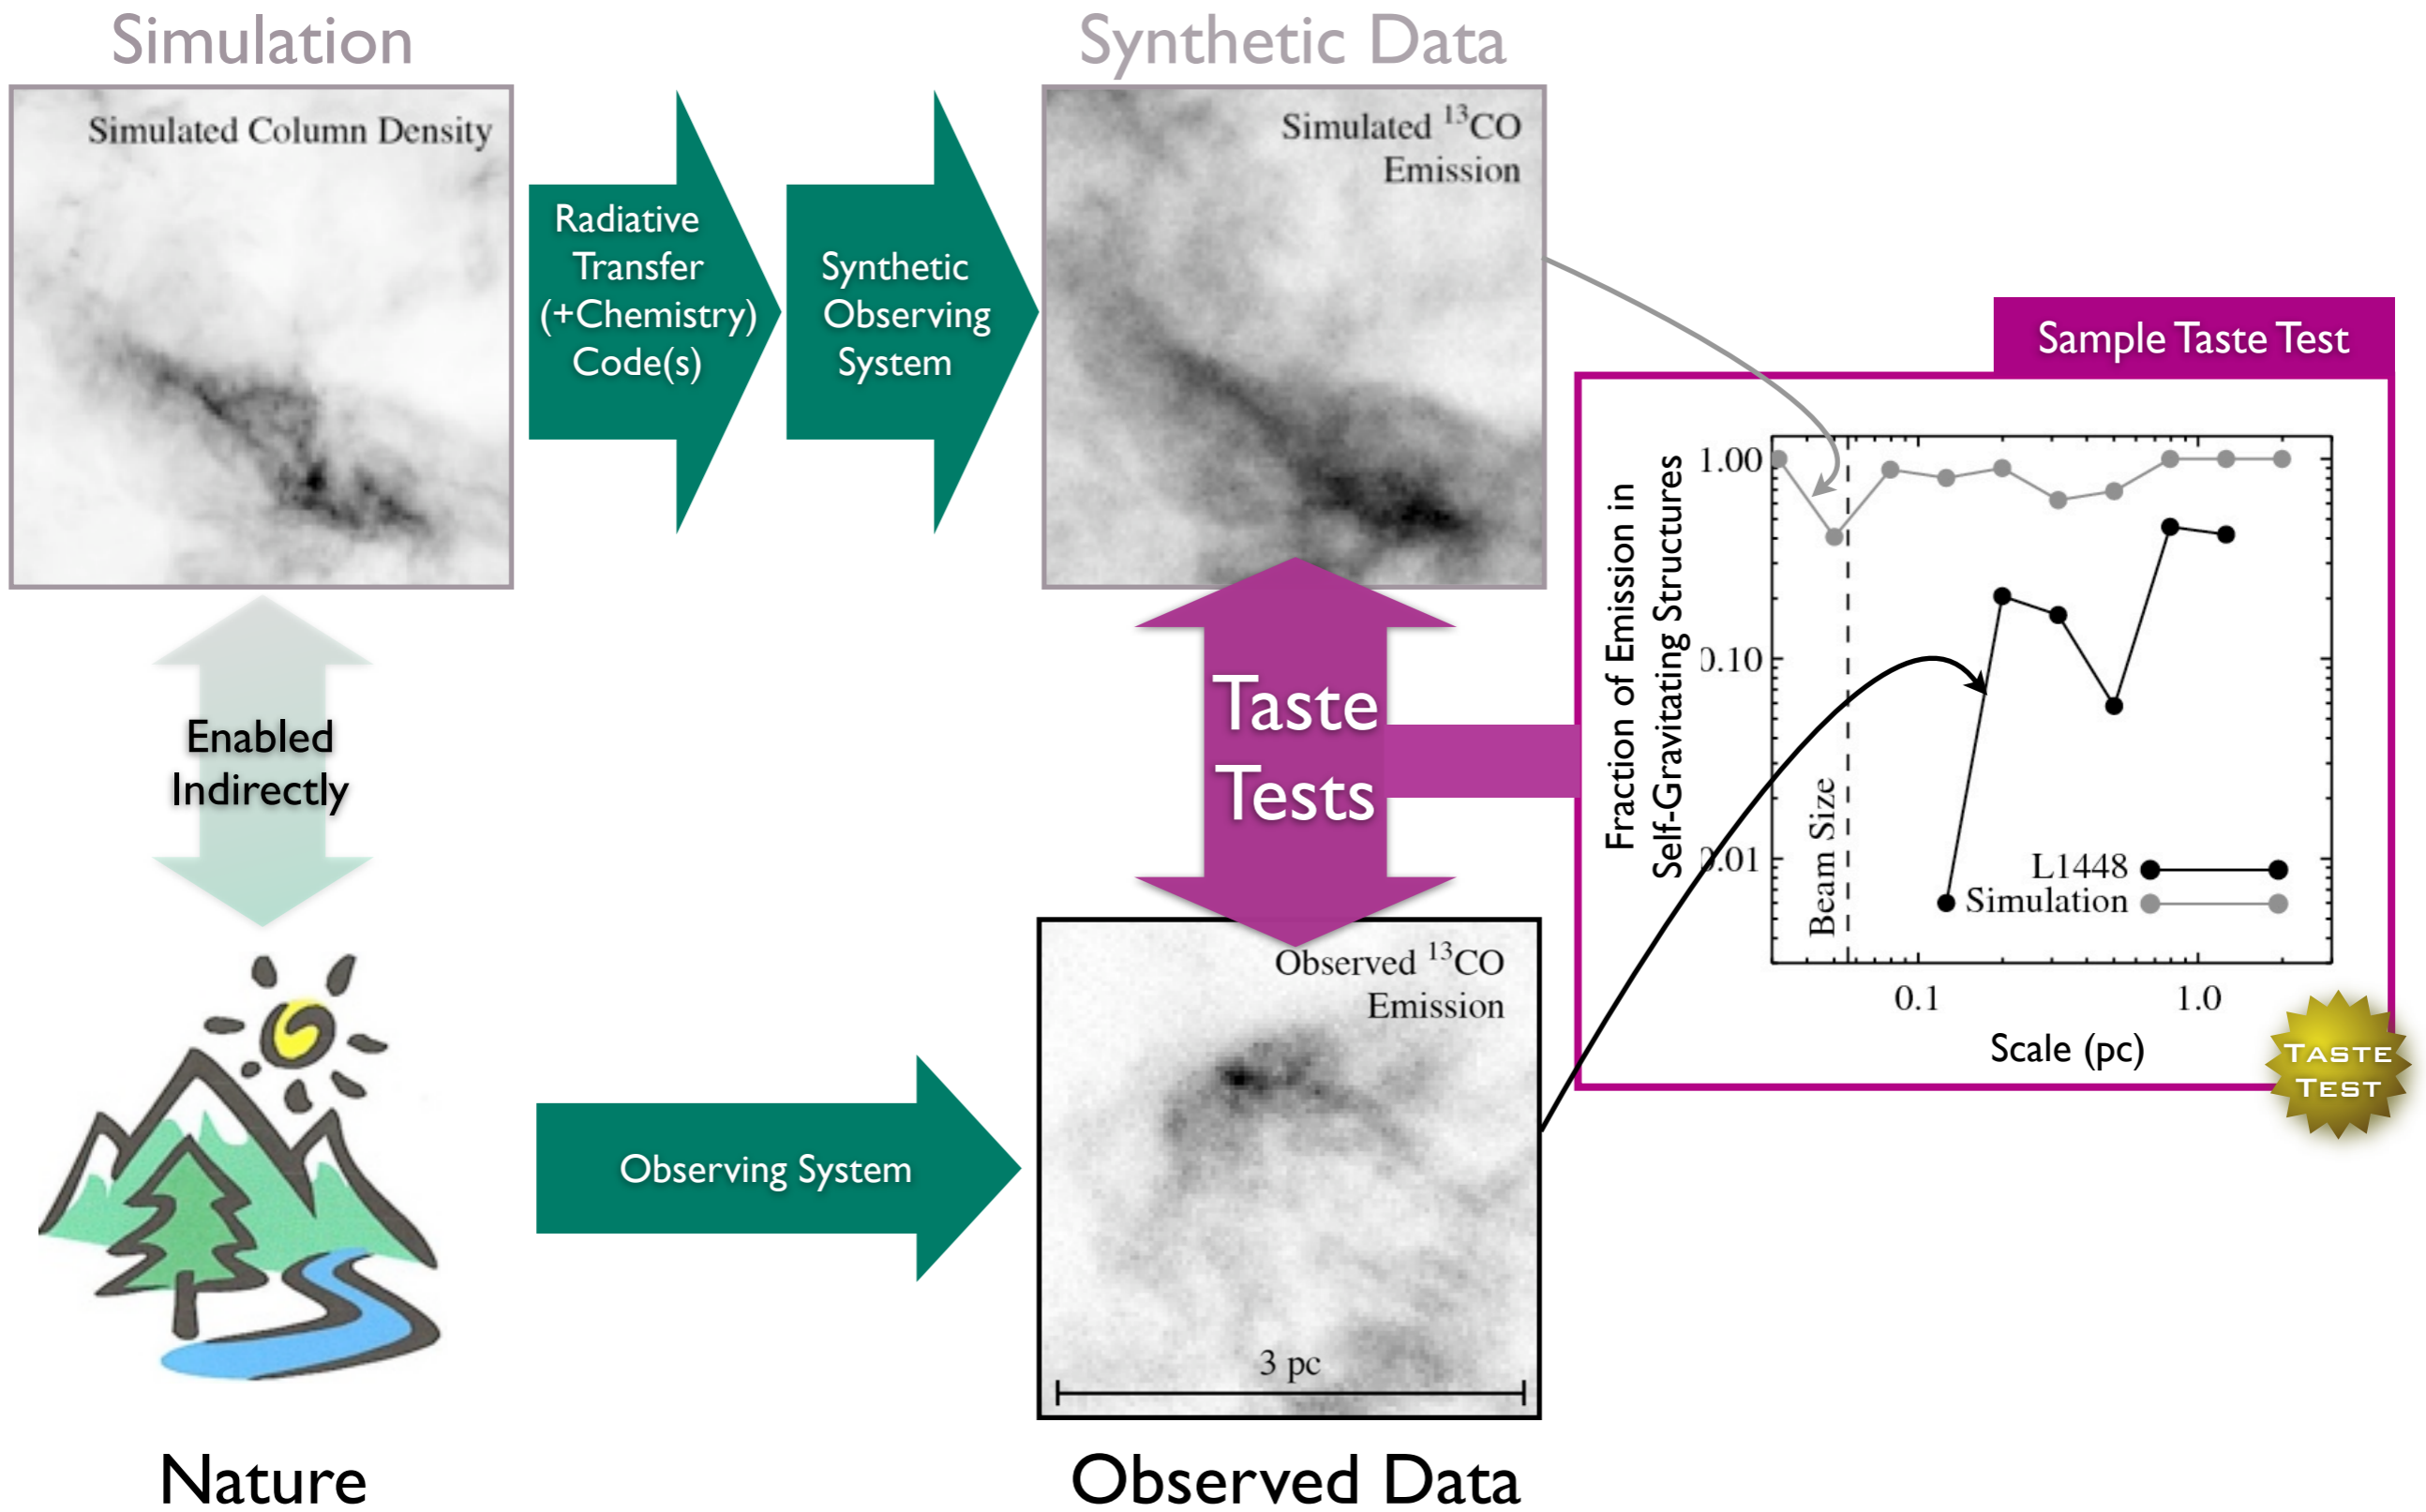 Simulation
Synthetic Data
Simulated Column Density
Radiative
Transfer
(+Chemistry)
Code(s)
Synthetic
Observing
System
Simulated ¹³CO
Emission
Sample Taste Test
Fraction of Emission in
Self-Gravitating Structures
1.00
0.10
0.01
Beam Size
L1448
Simulation
0.1
1.0
Scale (pc)
TASTE
TEST
Enabled
Indirectly
Taste
Tests
Observing System
Observed ¹³CO
Emission
3 pc
Nature
Observed Data